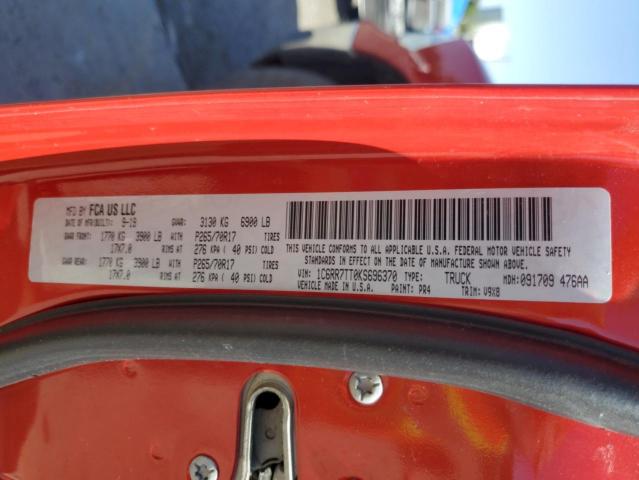 MFD BY FCA US LLC
DATE OF MFR/BUILT: 9-19 GVWR: 3130 KG 6900 LB
GAWR FRONT: 1770 KG 3900 LB WITH P265/70R17 TIRES
17X7.0 RIMS AT 276 KPA ( 40 PSI) COLD
GAWR REAR: 1770 KG 3900 LB WITH P265/70R17 TIRES
17X7.0 RIMS AT 276 KPA ( 40 PSI) COLD
THIS VEHICLE CONFORMS TO ALL APPLICABLE U.S.A. FEDERAL MOTOR VEHICLE SAFETY
STANDARDS IN EFFECT ON THE DATE OF MANUFACTURE SHOWN ABOVE.
VIN: 1C6RR7TT0KS696370 TYPE: TRUCK MDH: 091709 476AA
VEHICLE MADE IN U.S.A. PAINT: PR4 TRIM: V9X8